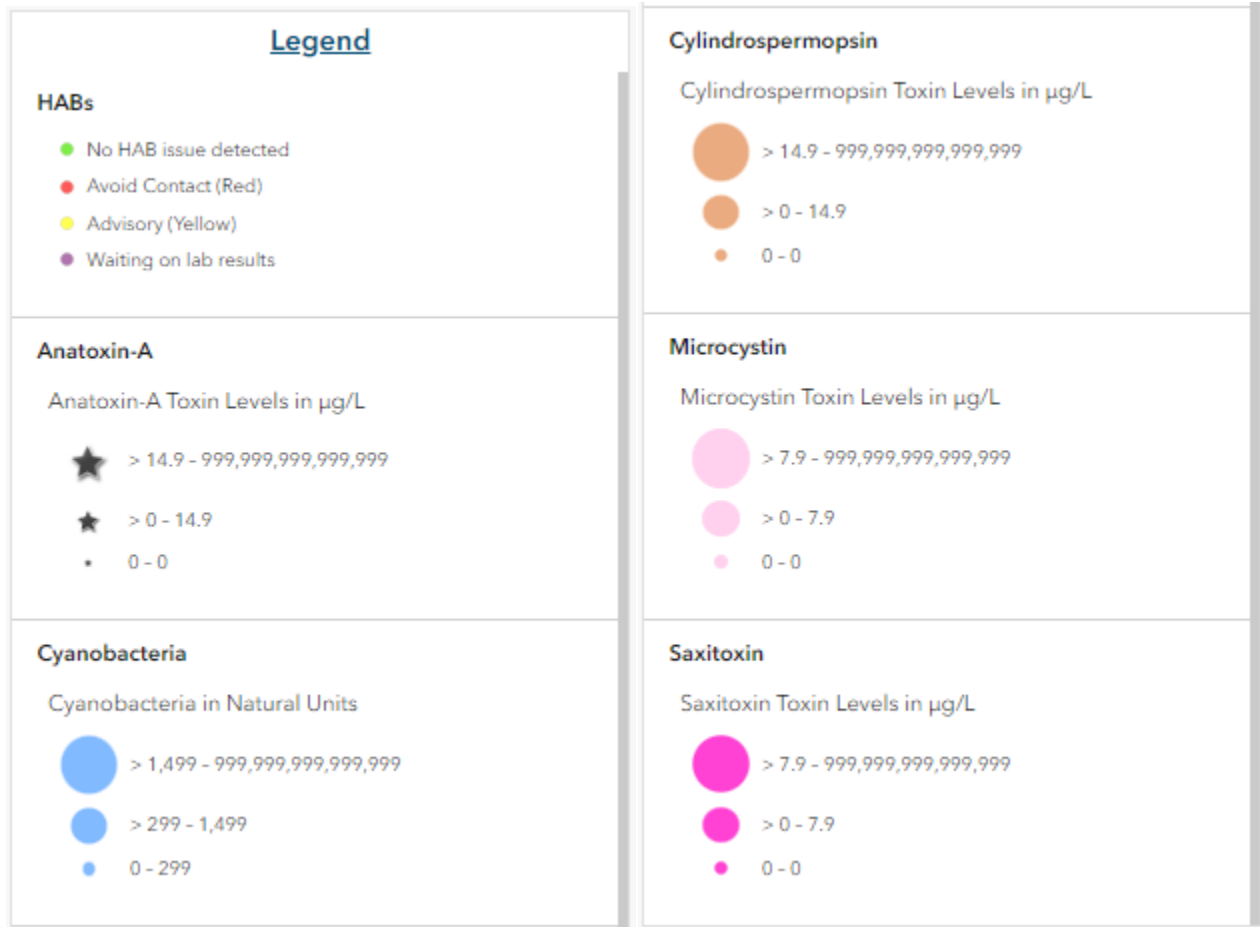 Legend
HABs
No HAB issue detected
Avoid Contact (Red)
Advisory (Yellow)
Waiting on lab results
Anatoxin-A
Anatoxin-A Toxin Levels in µg/L
> 14.9 - 999,999,999,999,999
> 0 - 14.9
0 - 0
Cyanobacteria
Cyanobacteria in Natural Units
> 1,499 - 999,999,999,999,999
> 299 - 1,499
0 - 299
Cylindrospermopsin
Cylindrospermopsin Toxin Levels in µg/L
> 14.9 - 999,999,999,999,999
> 0 - 14.9
0 - 0
Microcystin
Microcystin Toxin Levels in µg/L
> 7.9 - 999,999,999,999,999
> 0 - 7.9
0 - 0
Saxitoxin
Saxitoxin Toxin Levels in µg/L
> 7.9 - 999,999,999,999,999
> 0 - 7.9
0 - 0